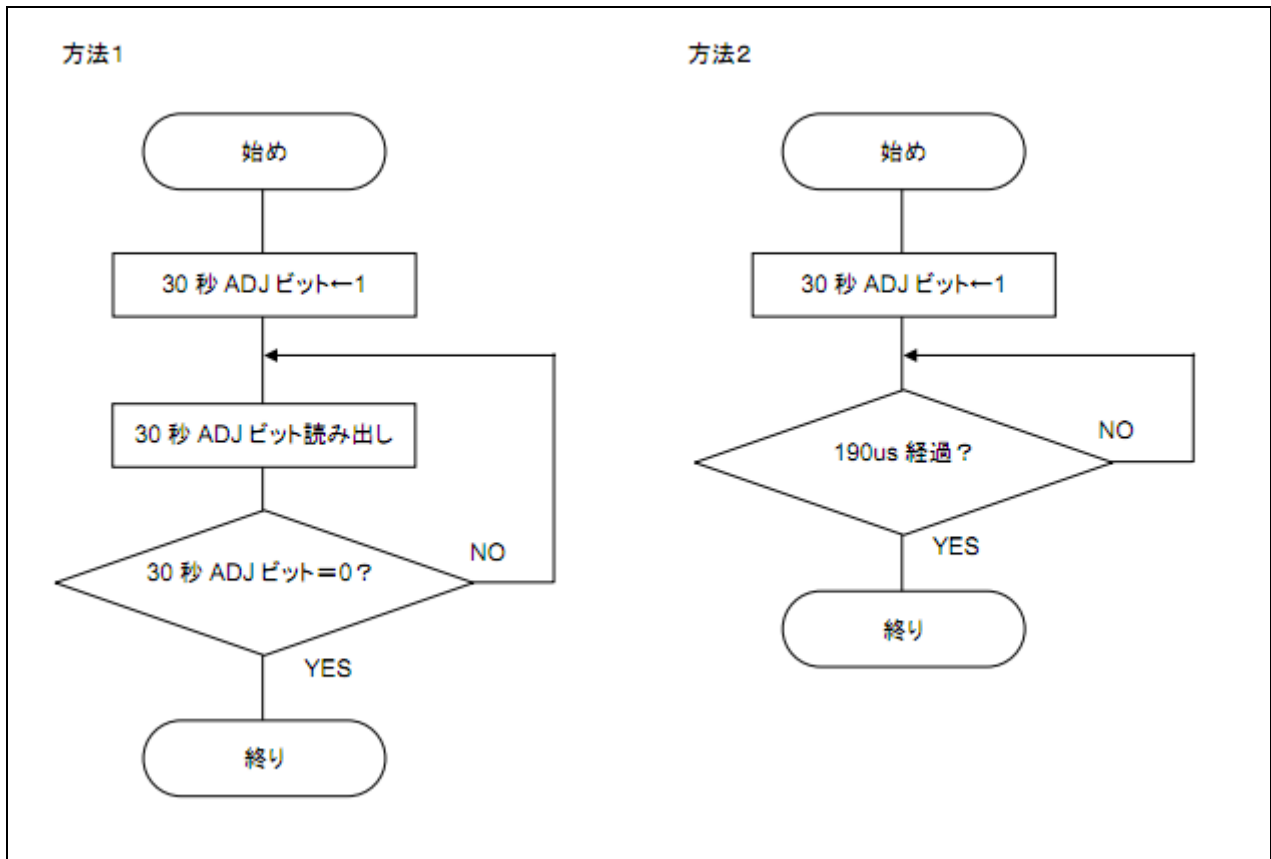 方法1
始め
30 秒 ADJ ビット←1
30 秒 ADJ ビット読み出し
30 秒 ADJ ビット＝0？
NO
YES
終り
方法2
始め
30 秒 ADJ ビット←1
190us 経過？
NO
YES
終り